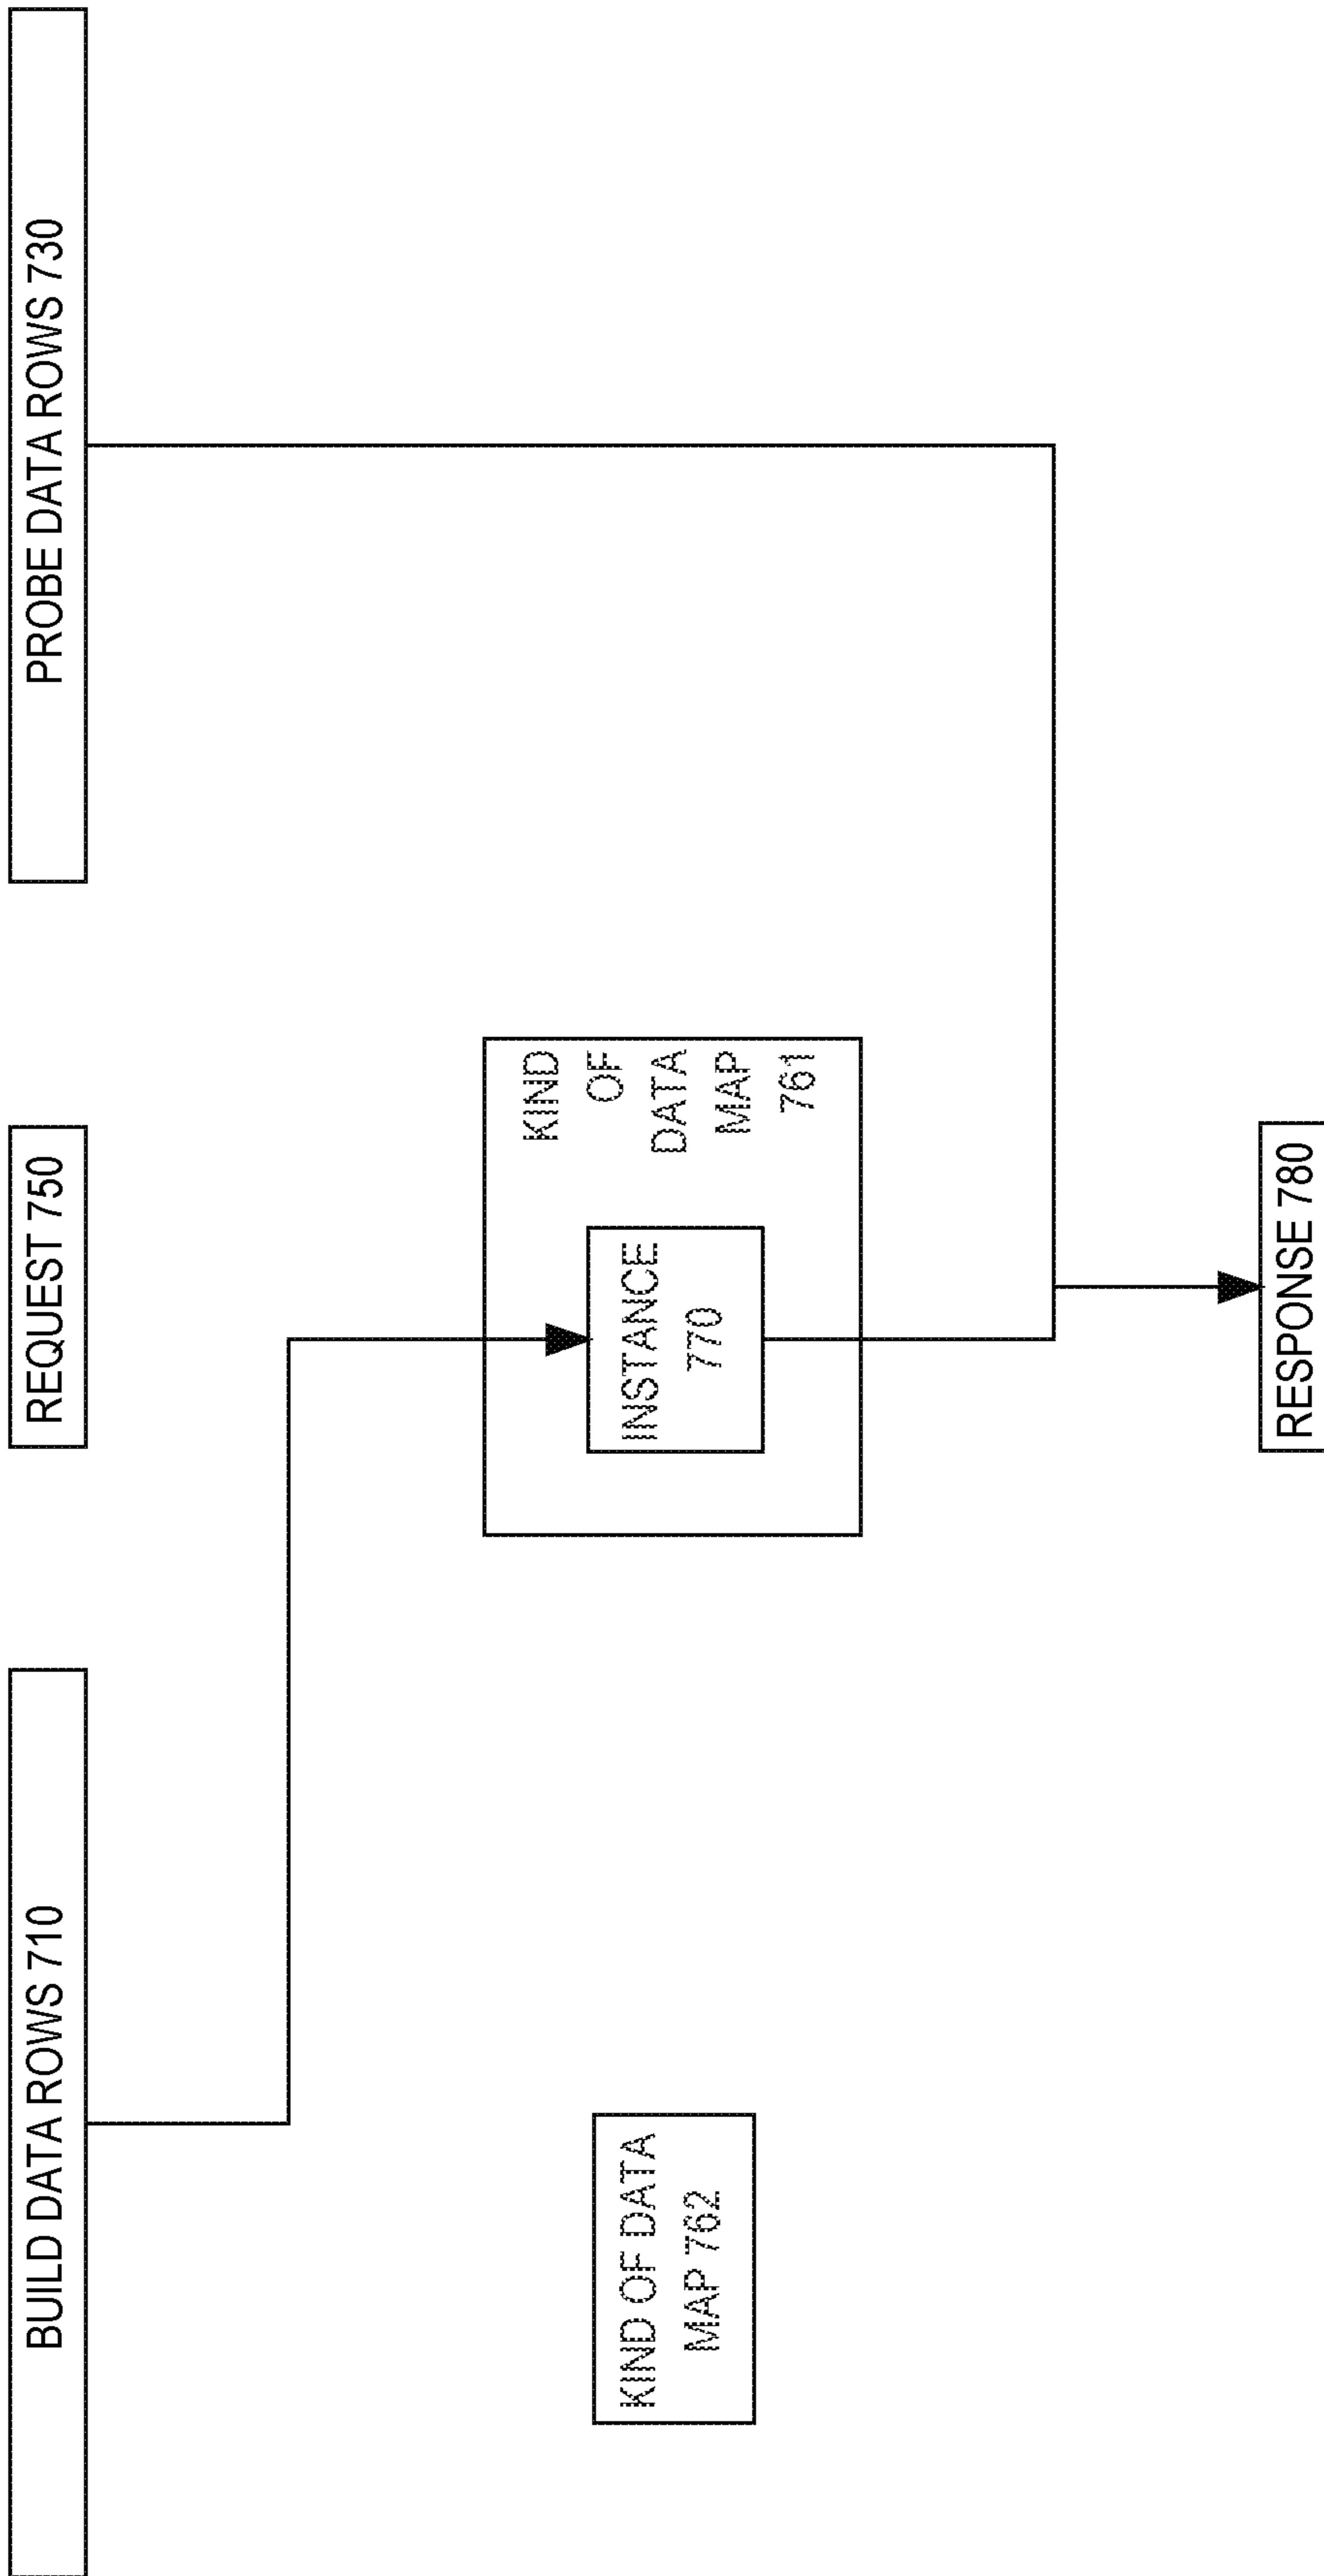 BUILD DATA ROWS 710
REQUEST 750
PROBE DATA ROWS 730
KIND OF DATA
MAP 762
INSTANCE
770
KIND
OF
DATA
MAP
761
RESPONSE 780